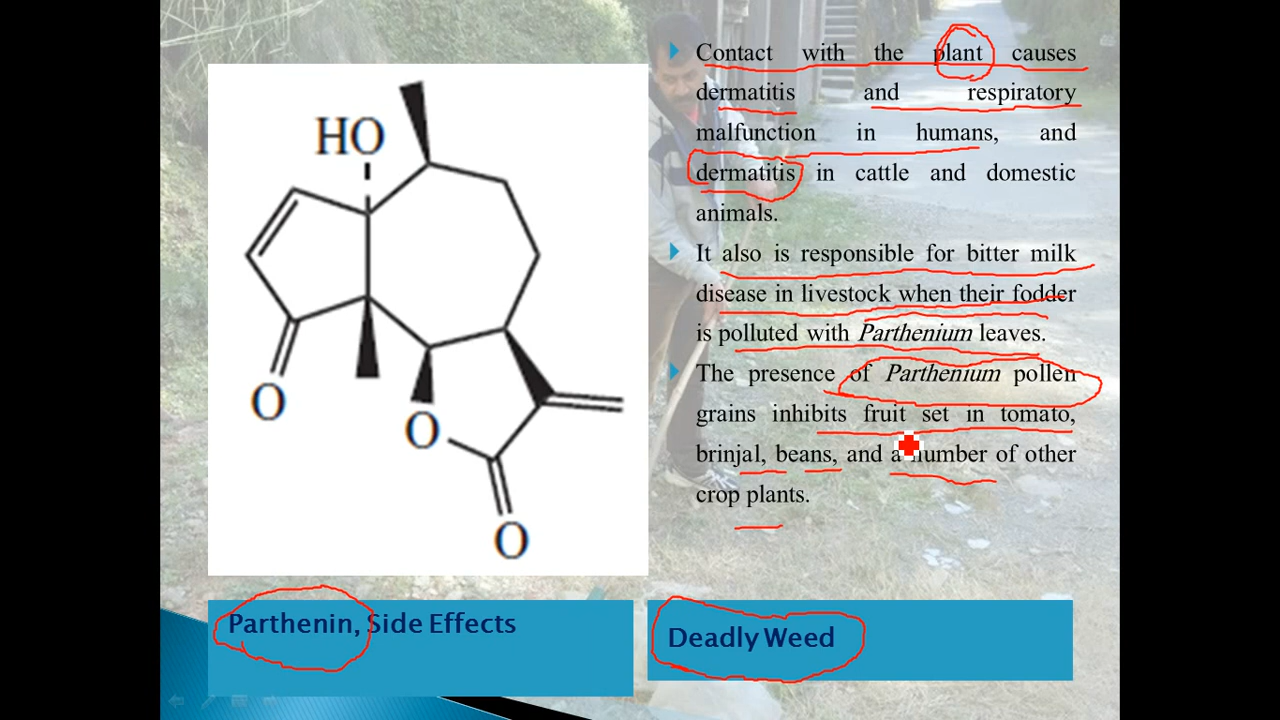 HO
O
O
O
Contact with the plant causes
dermatitis and respiratory
malfunction in humans, and
dermatitis in cattle and domestic
animals.
It also is responsible for bitter milk
disease in livestock when their fodder
is polluted with Parthenium leaves.
The presence of Parthenium pollen
grains inhibits fruit set in tomato,
brinjal, beans, and a number of other
crop plants.
Parthenin, Side Effects
Deadly Weed